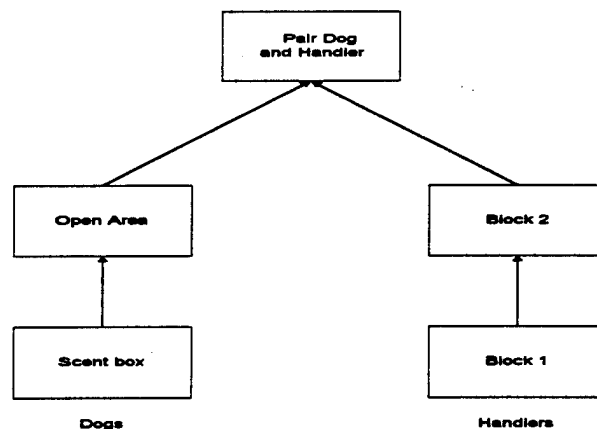 Pair Dog
and Handler
Open Area
Block 2
Scent box
Block 1
Dogs
Handlers